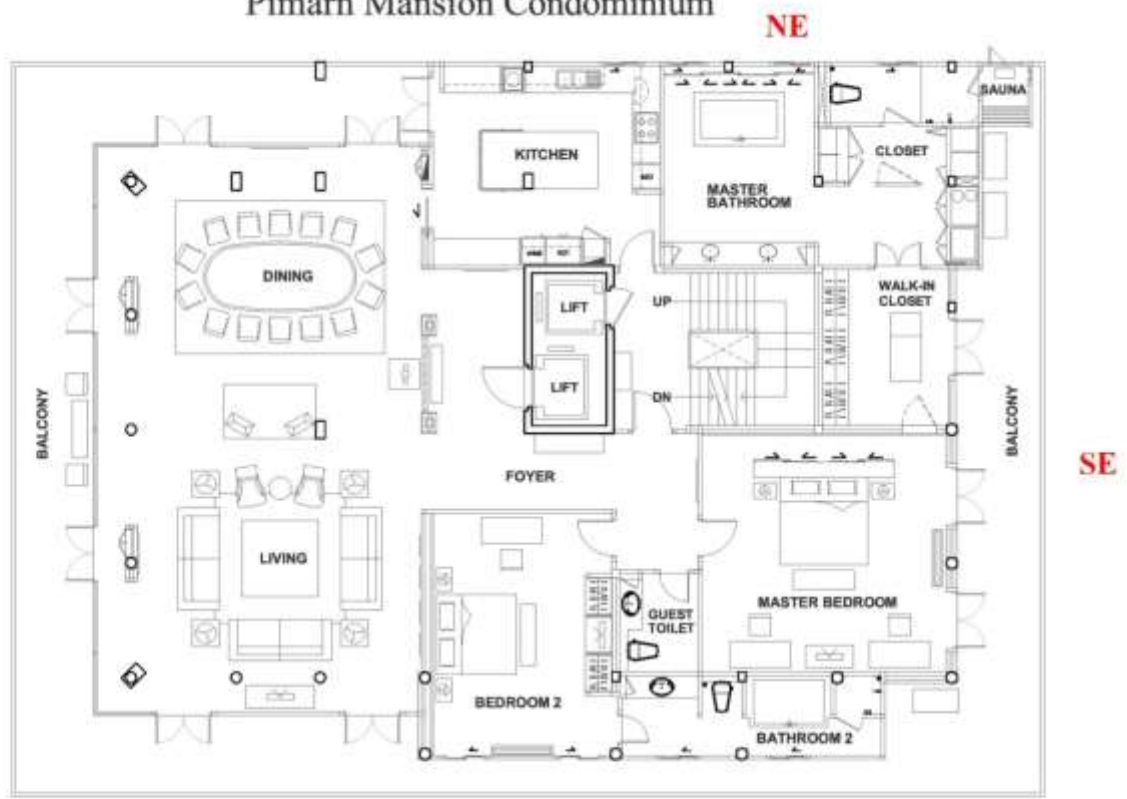 Pimarn Mansion Condominium
NE
SAUNA
KITCHEN
CLOSET
MASTER
BATHROOM
DINING
WALK-IN
CLOSET
LIFT
UP
LIFT
DN
BALCONY
BALCONY
SE
FOYER
LIVING
GUEST
TOILET
MASTER BEDROOM
BEDROOM 2
BATHROOM 2